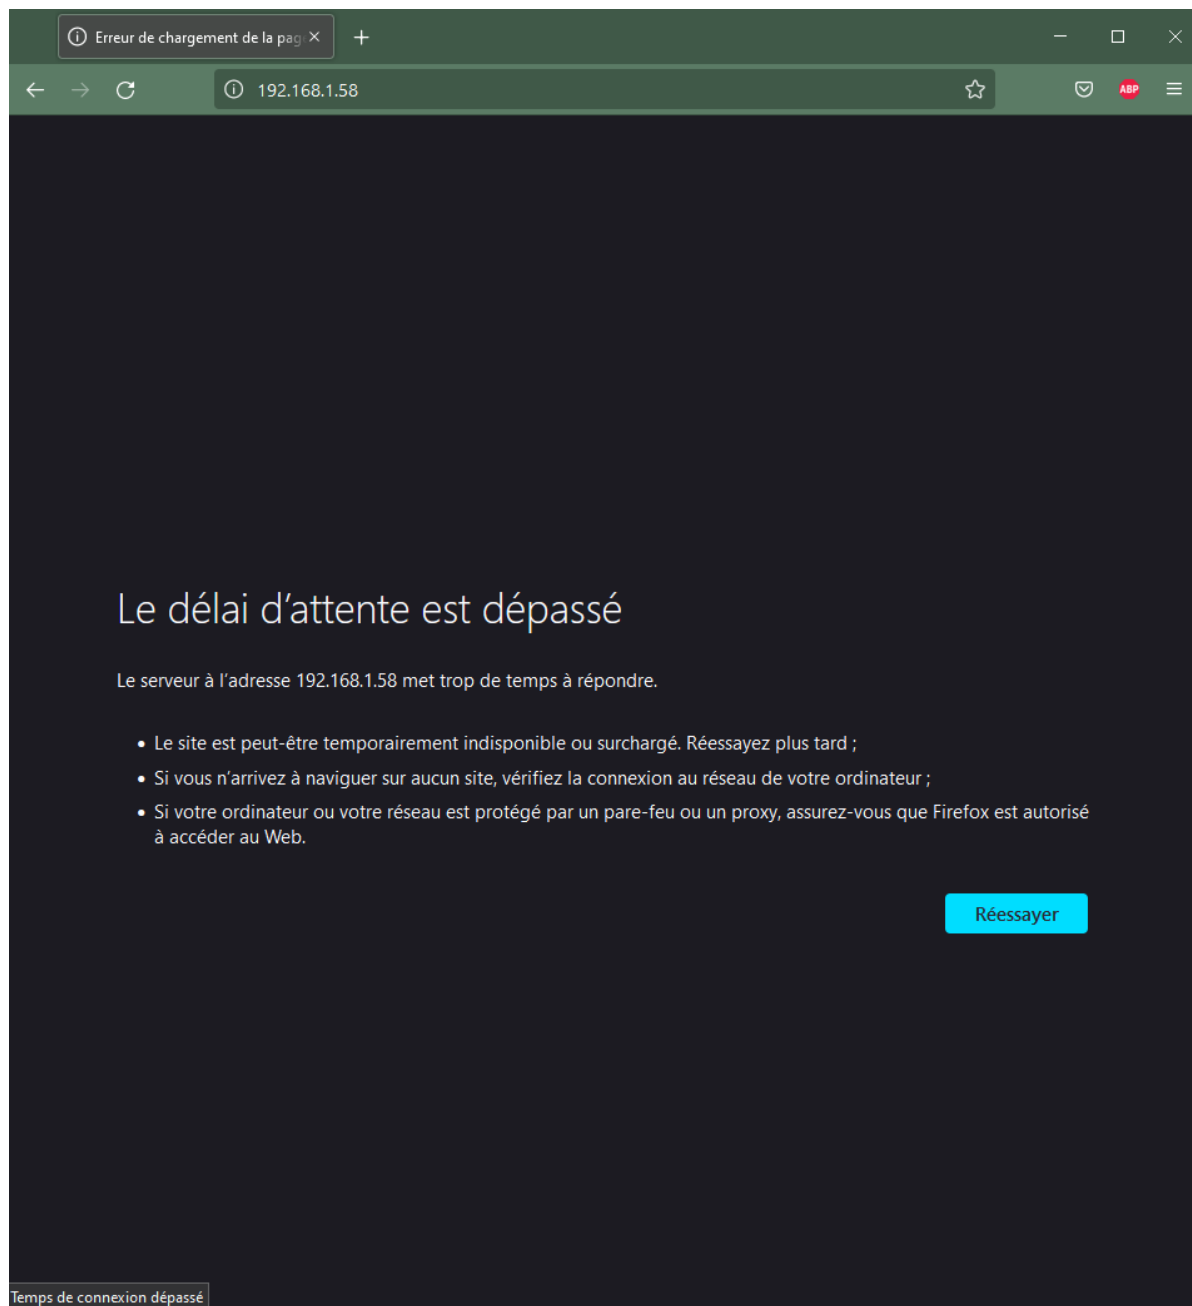 Erreur de chargement de la pag
192.168.1.58
ABP
Le délai d’attente est dépassé
Le serveur à l’adresse 192.168.1.58 met trop de temps à répondre.
• Le site est peut-être temporairement indisponible ou surchargé. Réessayez plus tard ;
• Si vous n’arrivez à naviguer sur aucun site, vérifiez la connexion au réseau de votre ordinateur ;
• Si votre ordinateur ou votre réseau est protégé par un pare-feu ou un proxy, assurez-vous que Firefox est autorisé
à accéder au Web.
Réessayer
Temps de connexion dépassé